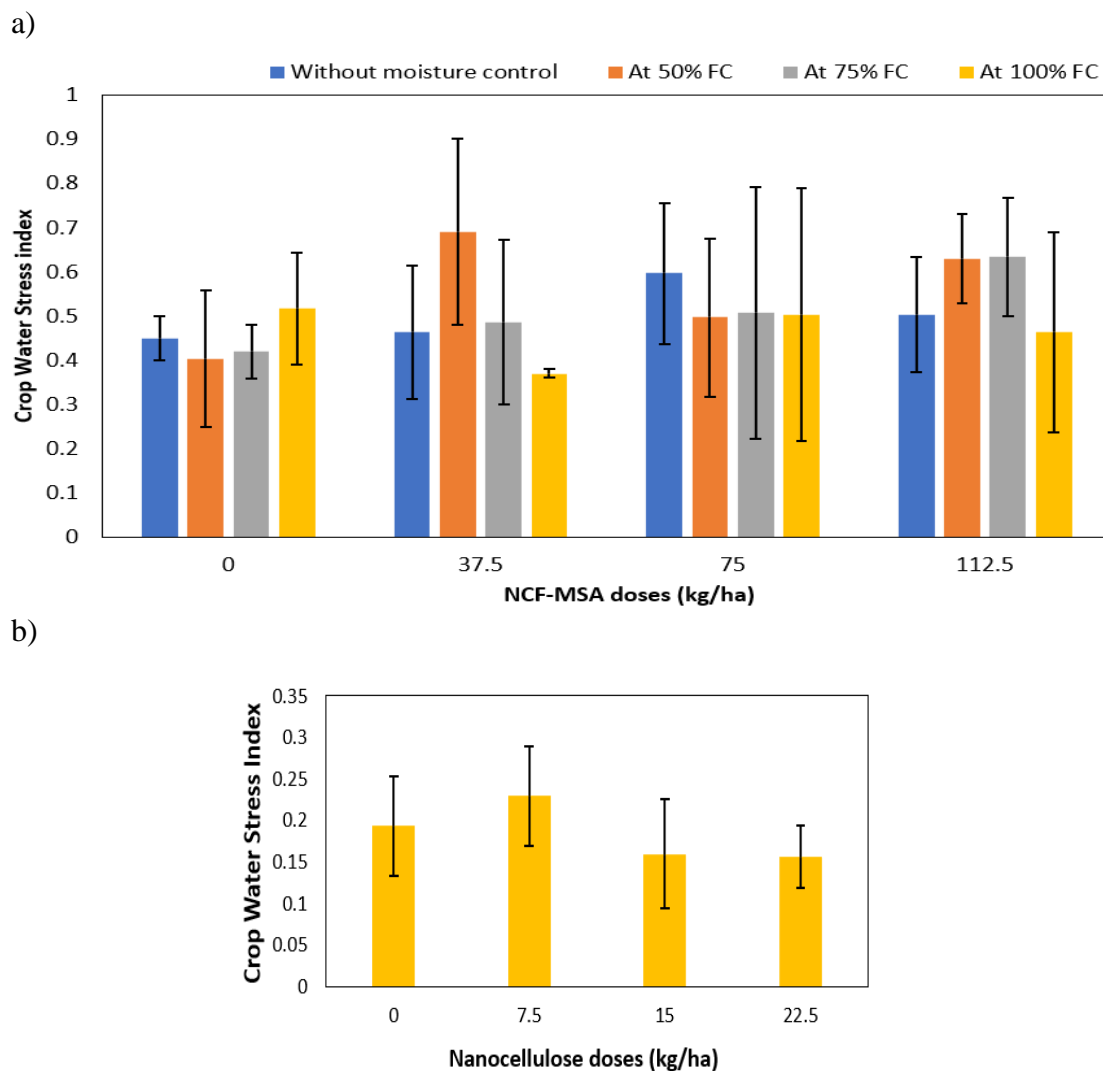 a)
Without moisture control At 50% FC At 75% FC At 100% FC
1
0.9
0.8
0.7
0.6
0.5
0.4
0.3
0.2
0.1
0
Crop Water Stress index
0 37.5 75 112.5
NCF-MSA doses (kg/ha)
b)
0.35
0.3
0.25
0.2
0.15
0.1
0.05
0
Crop Water Stress Index
0 7.5 15 22.5
Nanocellulose doses (kg/ha)